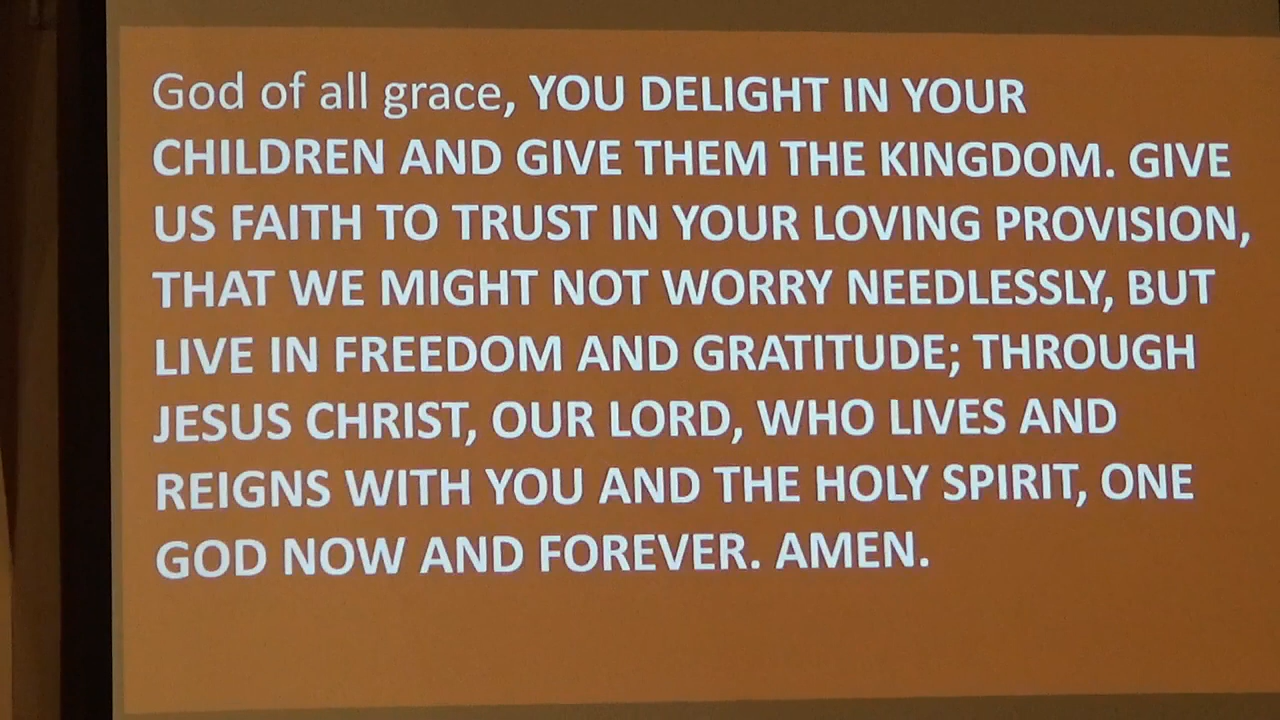 God of all grace, YOU DELIGHT IN YOUR
CHILDREN AND GIVE THEM THE KINGDOM. GIVE
US FAITH TO TRUST IN YOUR LOVING PROVISION,
THAT WE MIGHT NOT WORRY NEEDLESSLY, BUT
LIVE IN FREEDOM AND GRATITUDE; THROUGH
JESUS CHRIST, OUR LORD, WHO LIVES AND
REIGNS WITH YOU AND THE HOLY SPIRIT, ONE
GOD NOW AND FOREVER. AMEN.